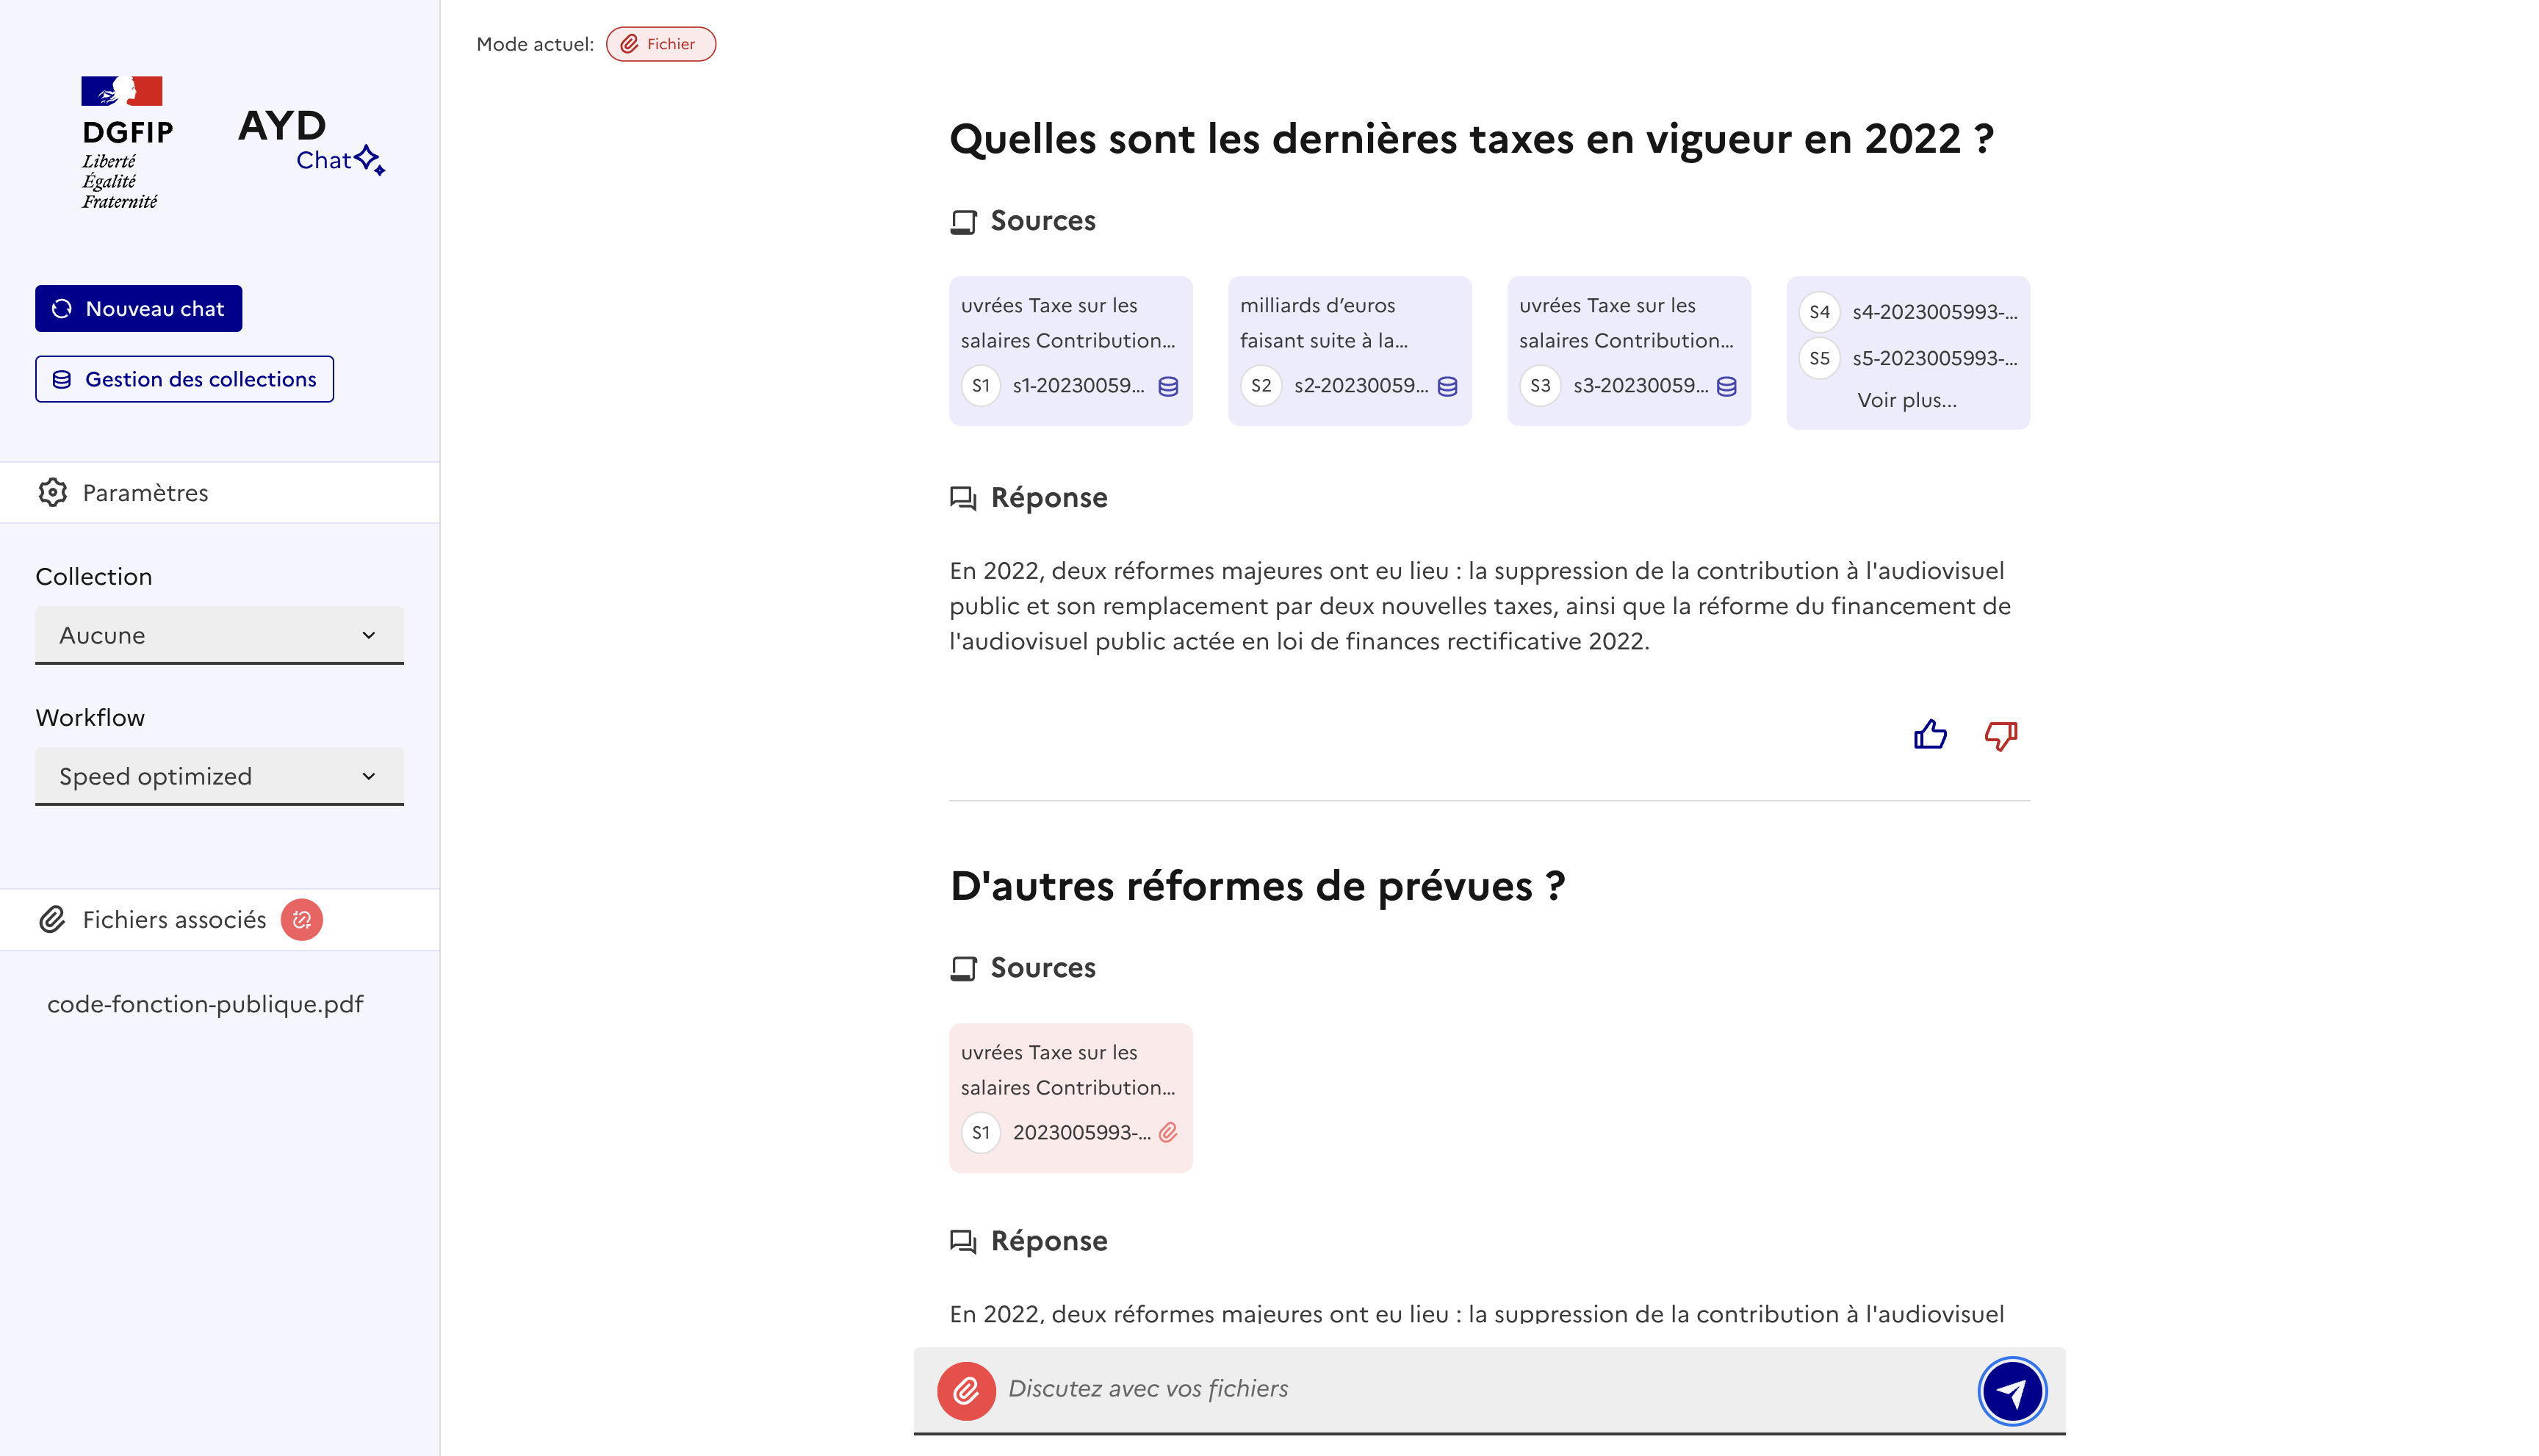 DGFIP
Liberté
Égalité
Fraternité
AYD
Chat
Nouveau chat
Gestion des collections
Paramètres
Collection
Aucune
Workflow
Speed optimized
Fichiers associés
code-fonction-publique.pdf
Mode actuel:
Fichier
Quelles sont les dernières taxes en vigueur en 2022 ?
Sources
uvrées Taxe sur les
salaires Contribution...
S1 s1-20230059...
milliards d’euros
faisant suite à la...
S2 s2-20230059...
uvrées Taxe sur les
salaires Contribution...
S3 s3-20230059...
S4 s4-2023005993-...
S5 s5-2023005993-...
Voir plus...
Réponse
En 2022, deux réformes majeures ont eu lieu : la suppression de la contribution à l'audiovisuel
public et son remplacement par deux nouvelles taxes, ainsi que la réforme du financement de
l'audiovisuel public actée en loi de finances rectificative 2022.
D'autres réformes de prévues ?
Sources
uvrées Taxe sur les
salaires Contribution...
S1 2023005993-...
Réponse
En 2022, deux réformes majeures ont eu lieu : la suppression de la contribution à l'audiovisuel
Discutez avec vos fichiers